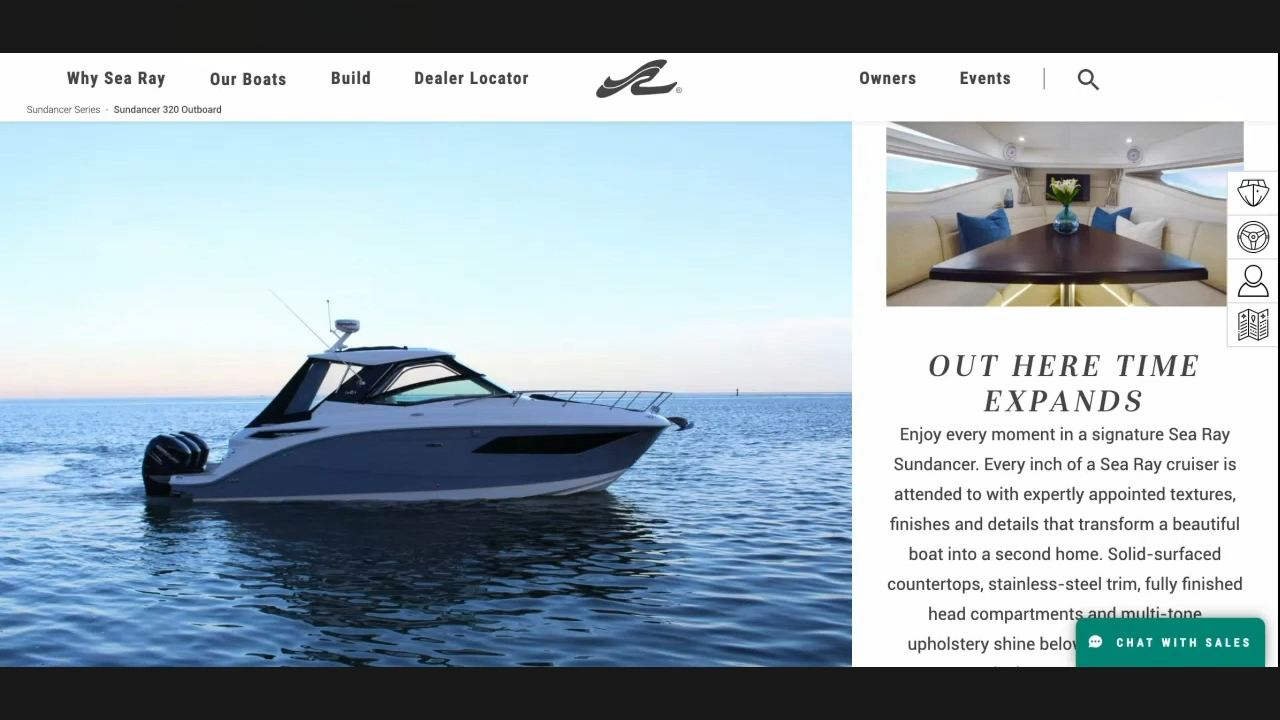 Why Sea Ray Our Boats Build Dealer Locator Owners Events
Sundancer Series - Sundancer 320 Outboard
OUT HERE TIME
EXPANDS
Enjoy every moment in a signature Sea Ray
Sundancer. Every inch of a Sea Ray cruiser is
attended to with expertly appointed textures,
finishes and details that transform a beautiful
boat into a second home. Solid-surfaced
countertops, stainless-steel trim, fully finished
head compartments and multi-tone
upholstery shine below
CHAT WITH SALES